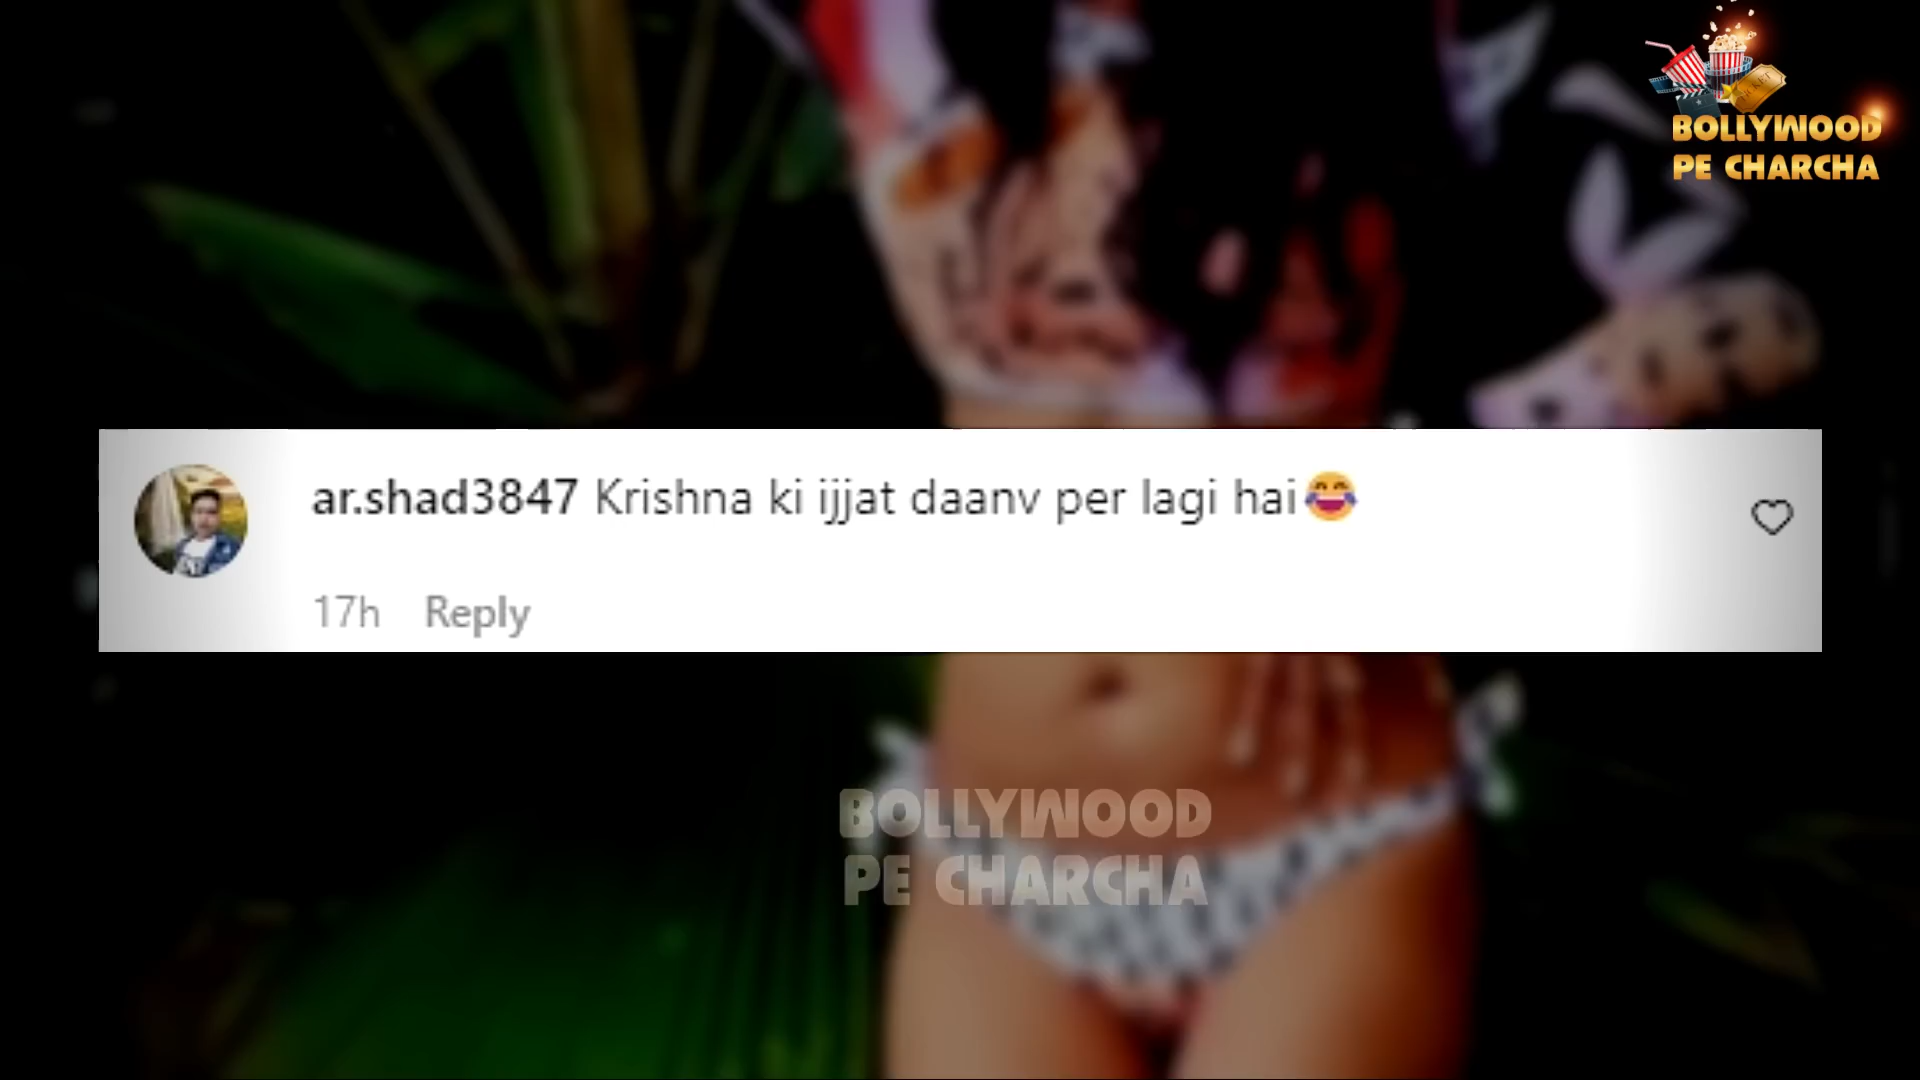 BOLLYWOOD
PE CHARCHA
ar.shad3847 Krishna ki ijjat daanv per lagi hai😂
17h Reply
BOLLYWOOD
PE CHARCHA